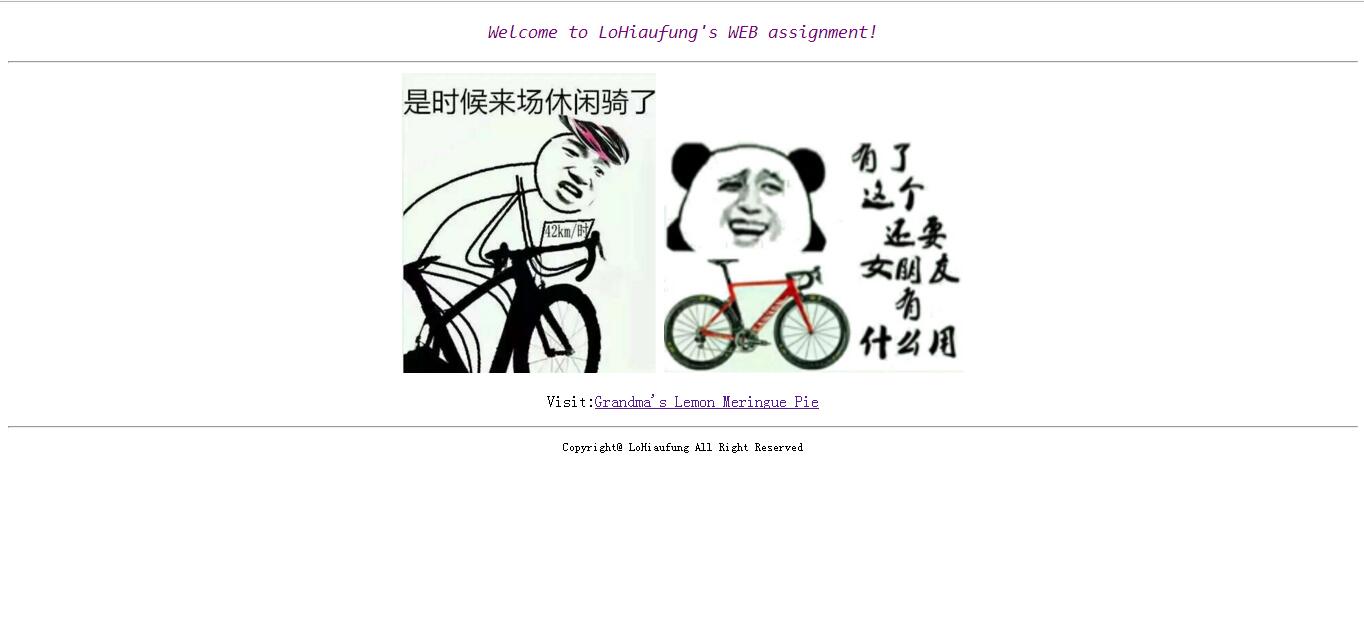 Welcome to LoHiaufung's WEB assignment!
是时候来场休闲骑了
42km/时
有了
这个
还要
女朋友
有
什么用
Visit:Grandma's Lemon Meringue Pie
Copyright@ LoHiaufung All Right Reserved